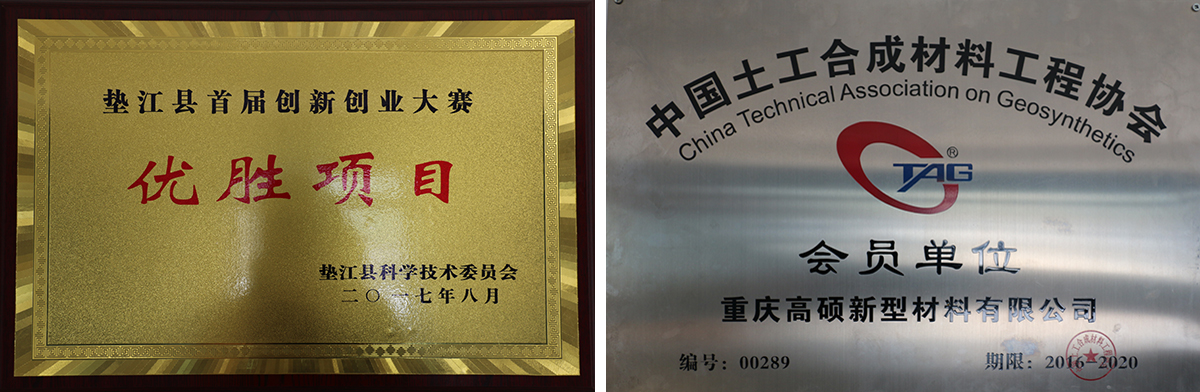 垫江县首届创新创业大赛
优胜项目
垫江县科学技术委员会
二〇一七年八月
中国土工合成材料工程协会
China Technical Association on Geosynthetics
CTAG®
会员单位
重庆高硕新型材料有限公司
编号：00289
期限：2016-2020